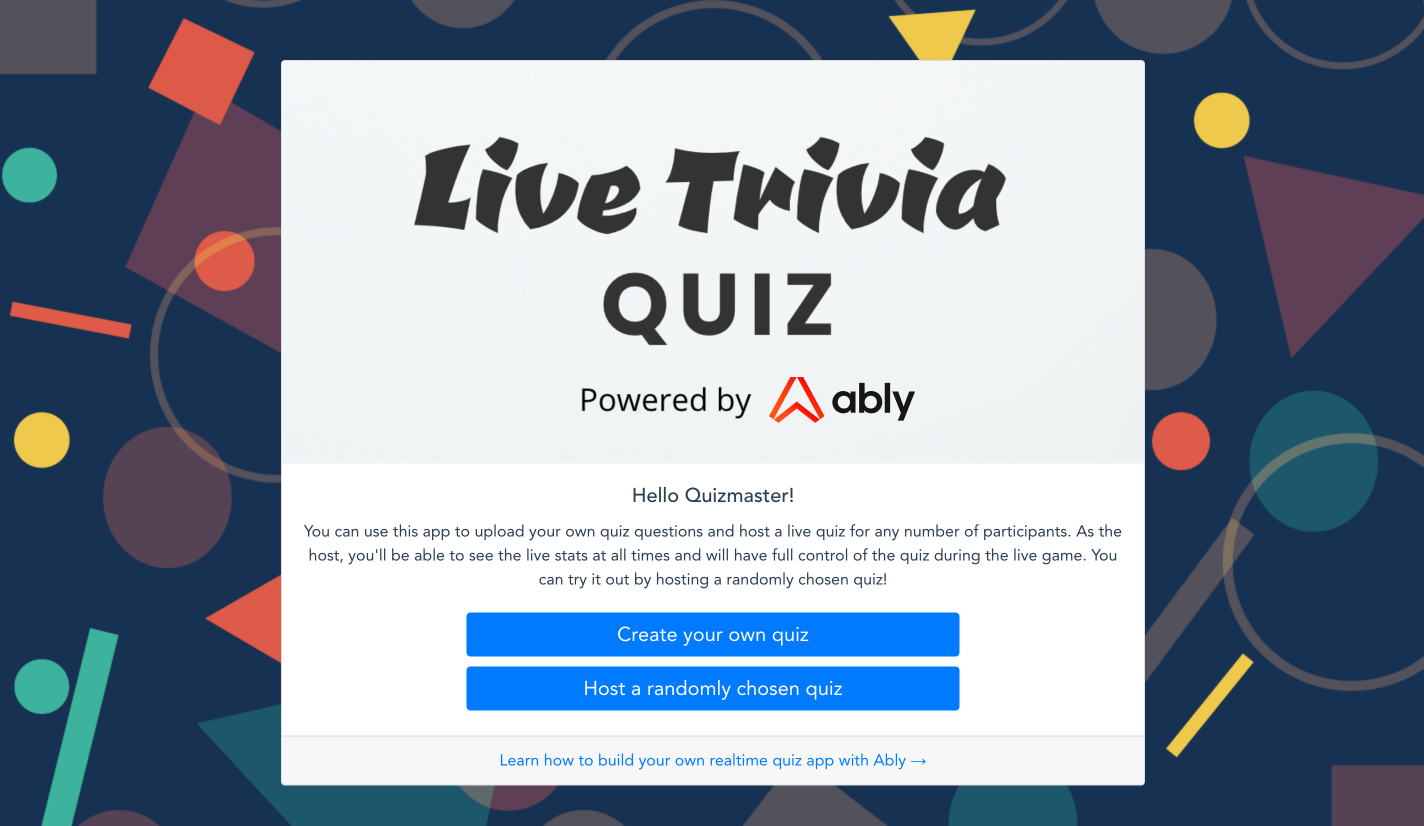 Live Trivia
QUIZ
Powered by ably
Hello Quizmaster!
You can use this app to upload your own quiz questions and host a live quiz for any number of participants. As the
host, you'll be able to see the live stats at all times and will have full control of the quiz during the live game. You
can try it out by hosting a randomly chosen quiz!
Create your own quiz
Host a randomly chosen quiz
Learn how to build your own realtime quiz app with Ably →